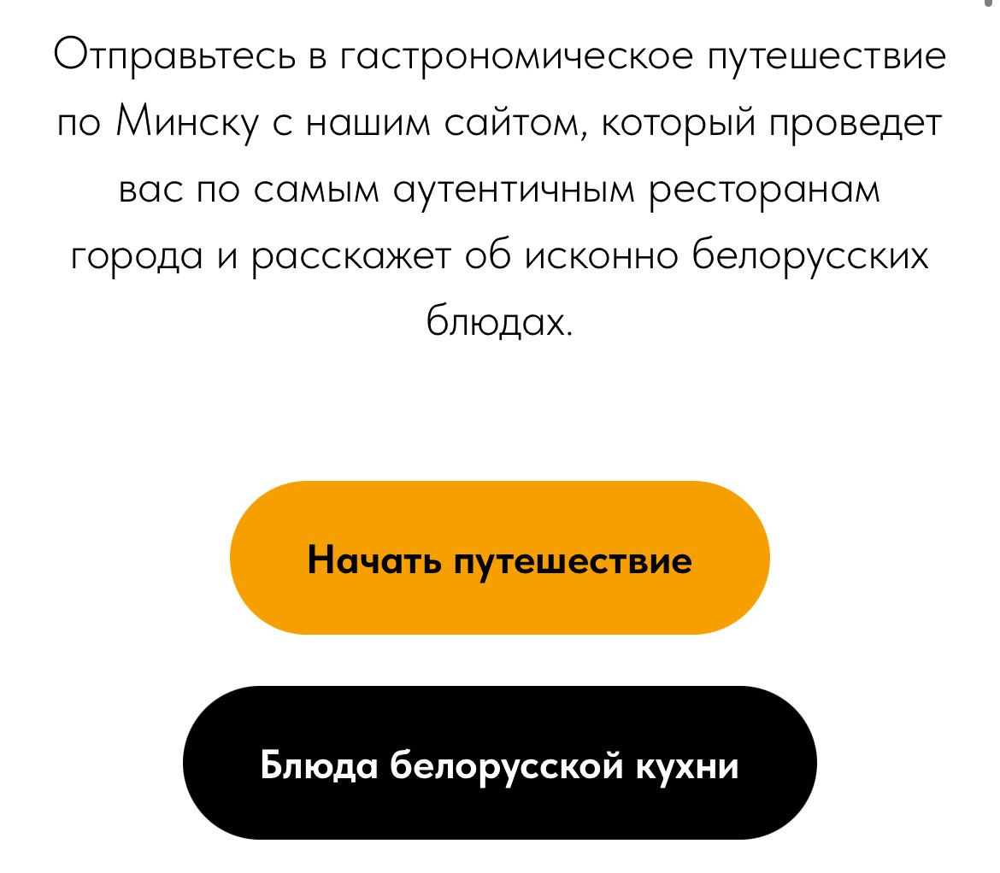 Отправьтесь в гастрономическое путешествие
по Минску с нашим сайтом, который проведет
вас по самым аутентичным ресторанам
города и расскажет об исконно белорусских
блюдах.
Начать путешествие
Блюда белорусской кухни